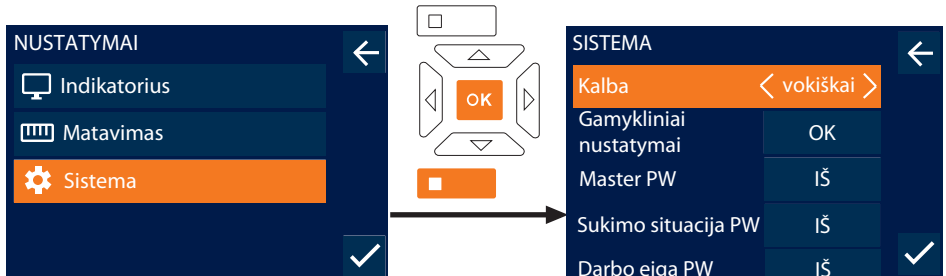 NUSTATYMAI
Indikatorius
Matavimas
Sistema
OK
SISTEMA
Kalba vokiškai
Gamykliniai
nustatymai OK
Master PW IŠ
Sukimo situacija PW IŠ
Darbo eiga PW IŠ